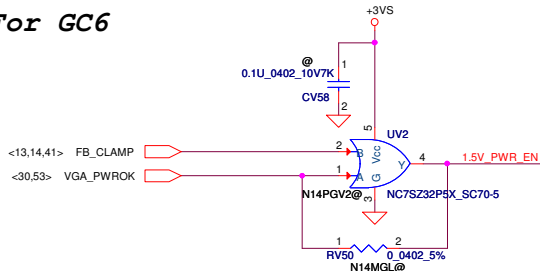 For GC6
+3VS
@
0.1U_0402_10V7K
CV58
1
2
5
UV2
<13,14,41> FB_CLAMP
2
B
Vcc
Y
4
1.5V_PWR_EN
<30,53> VGA_PWROK
1
A
G
N14PGV2@
3
NC7SZ32P5X_SC70-5
1
2
RV50
0_0402_5%
N14MGL@